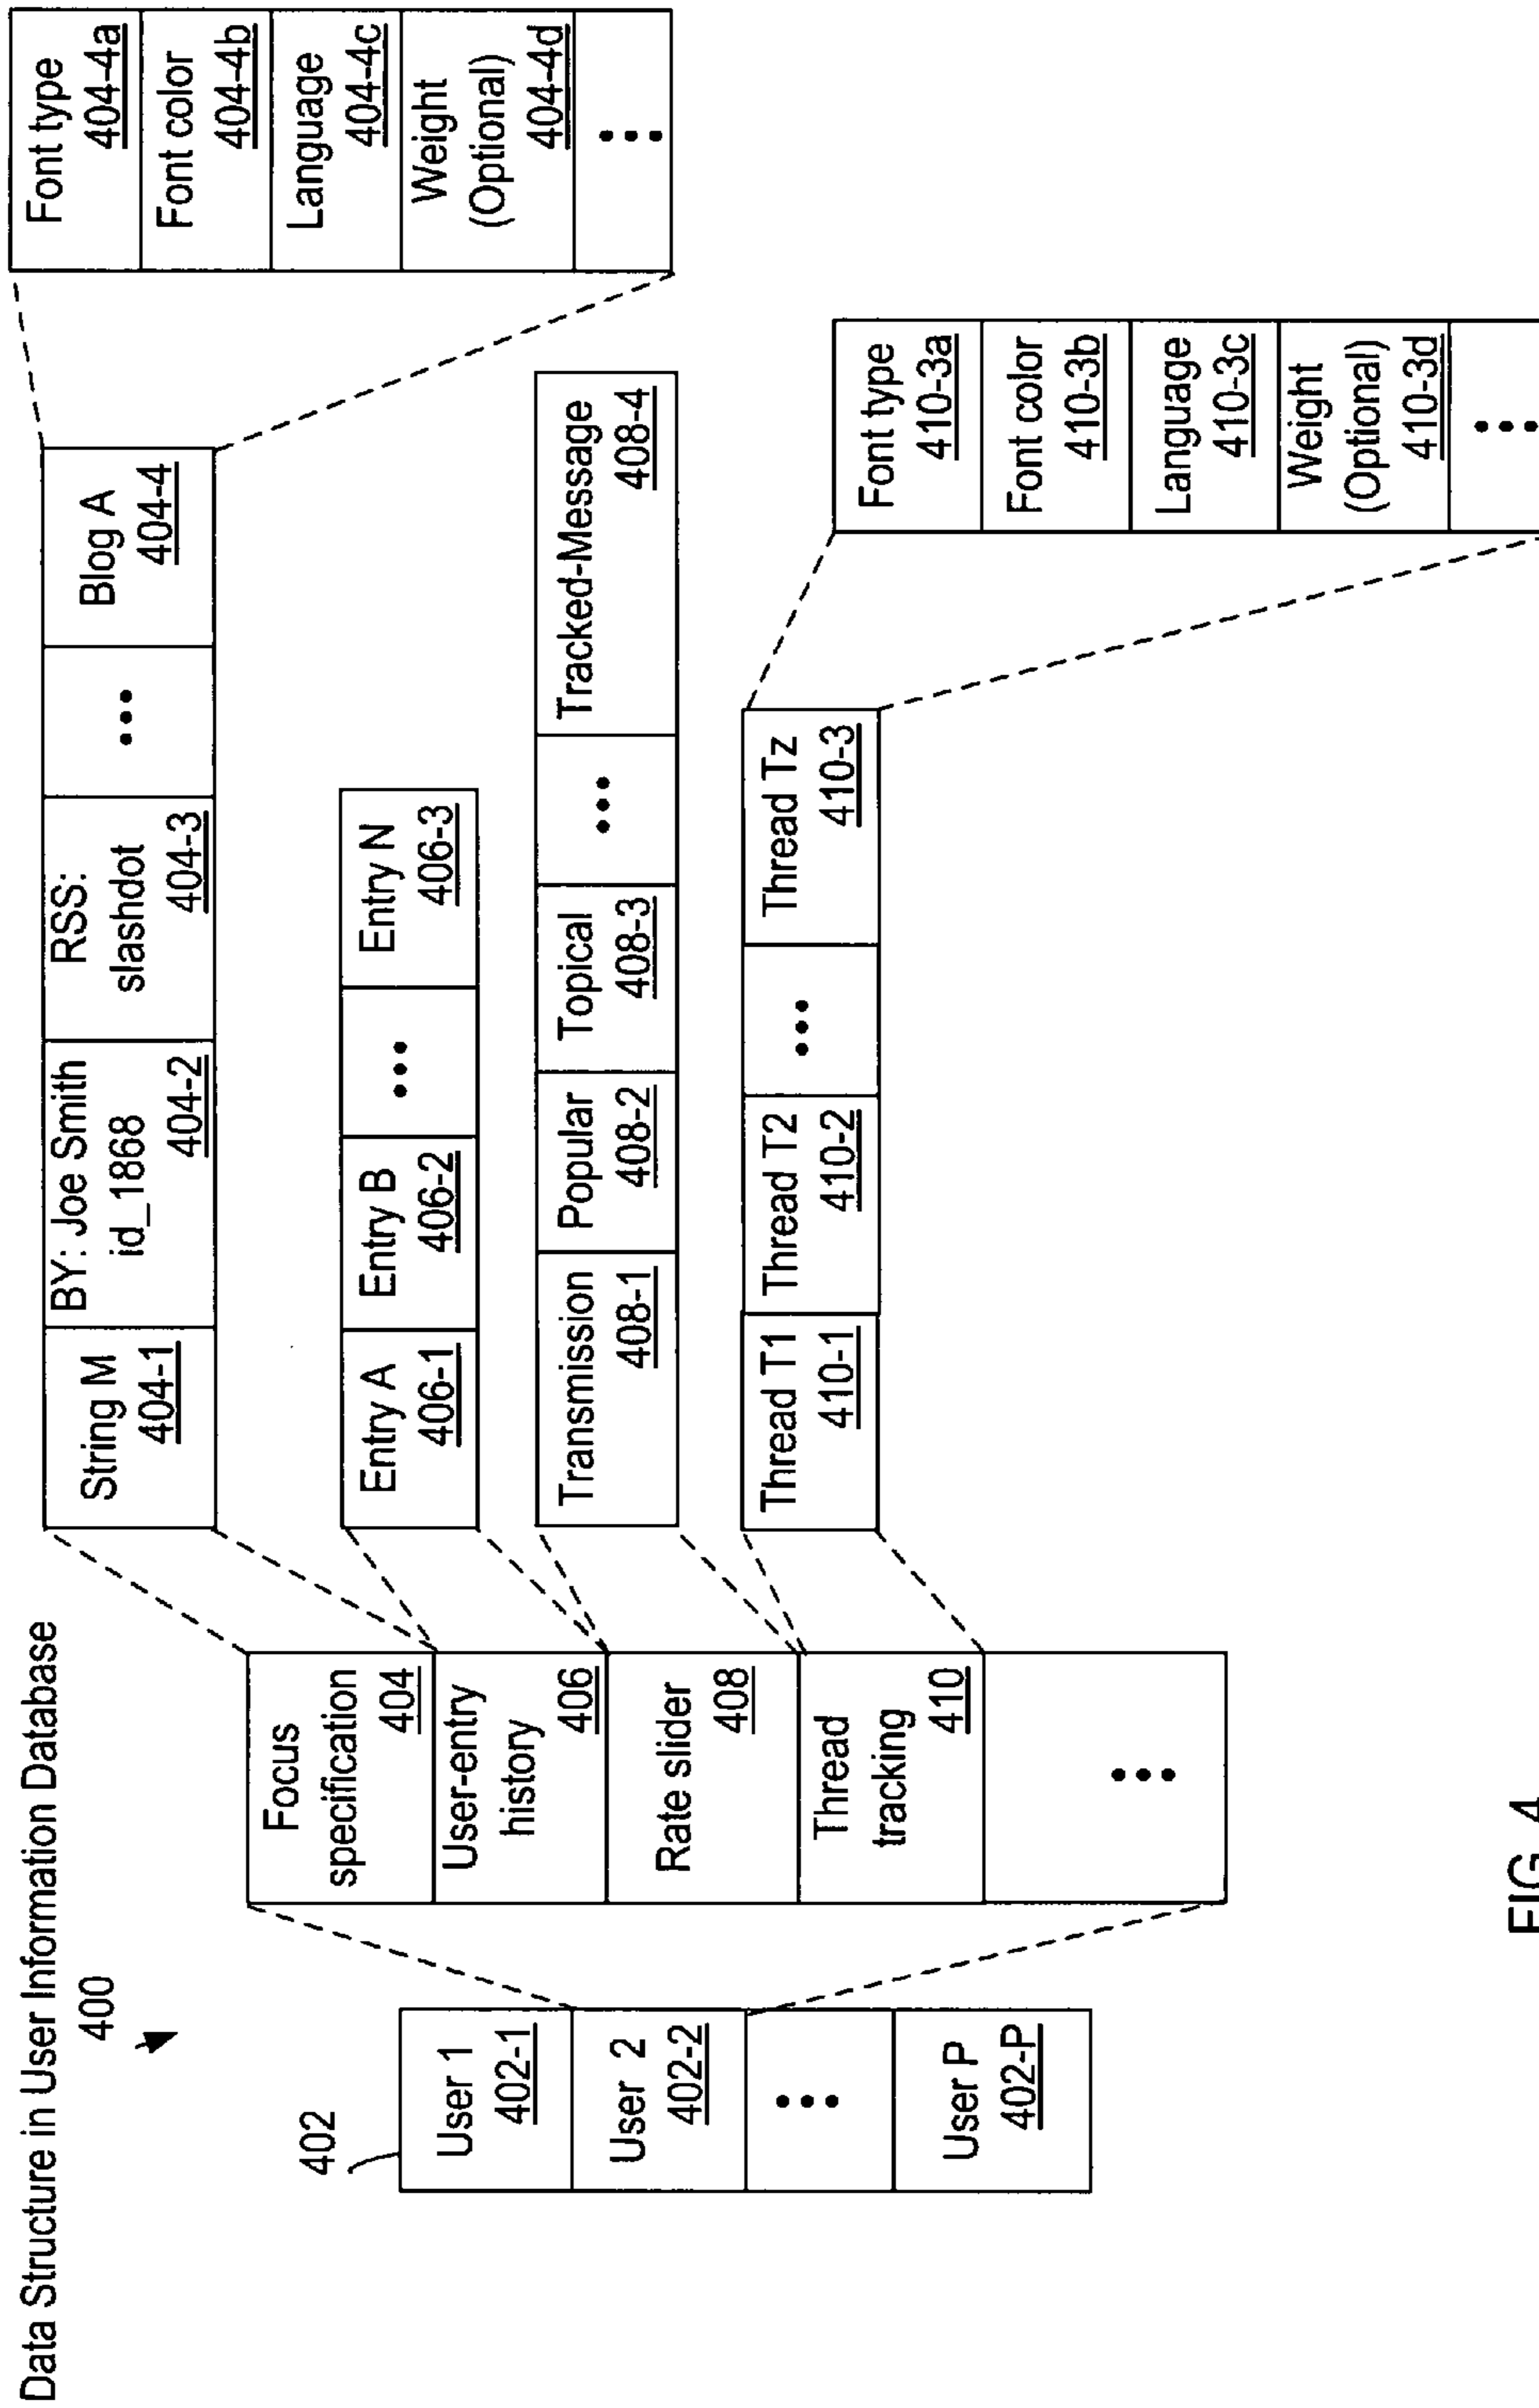 Data Structure in User Information Database
400
402
User 1
402-1
User 2
402-2
User P
402-P
Focus
specification
404
User-entry
history
406
Rate slider
408
Thread
tracking
410
String M
404-1
BY: Joe Smith
id_1868
404-2
RSS:
slashdot
404-3
Blog A
404-4
Font type
404-4a
Font color
404-4b
Language
404-4c
Weight
(Optional)
404-4d
Entry A
406-1
Entry B
406-2
Entry N
406-3
Transmission
408-1
Popular
408-2
Topical
408-3
Tracked-Message
408-4
Thread T1
410-1
Thread T2
410-2
Thread Tz
410-3
Font type
410-3a
Font color
410-3b
Language
410-3c
Weight
(Optional)
410-3d
FIG. 4